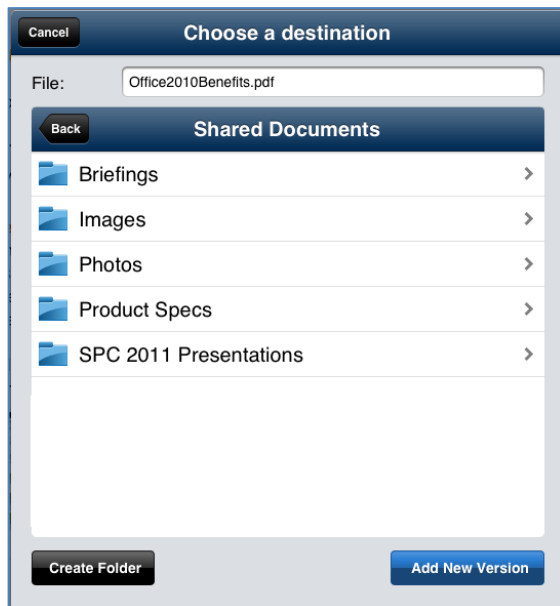 Cancel Choose a destination
File: Office2010Benefits.pdf
Back Shared Documents
Briefings
Images
Photos
Product Specs
SPC 2011 Presentations
Create Folder Add New Version